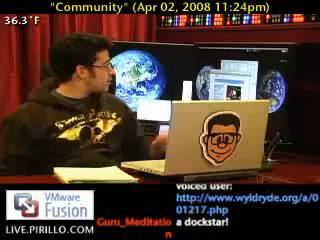 "Community" (Apr 02, 2008 11:24pm)
36.3°F
VMware
Fusion
LIVE.PIRILLO.COM
voiced user:
http://www.wyldryde.org/a/0
01217.php!
Guru_Meditatio a dockstar!
n